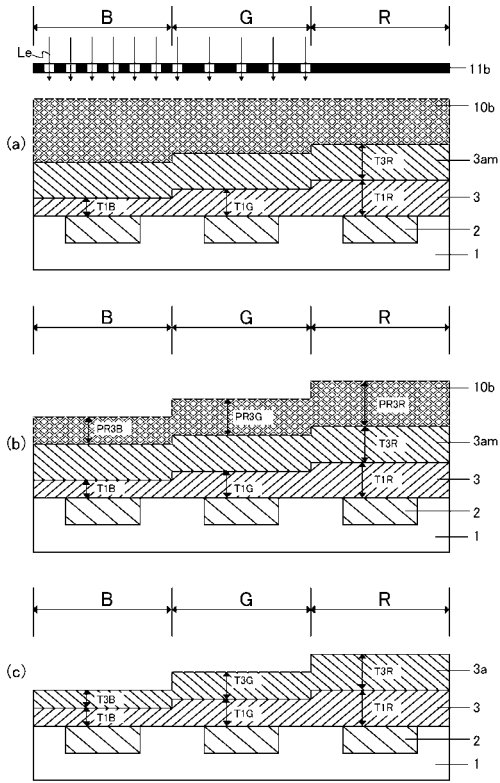 B G R
Le
11b
10b
(a)
T3R
3am
T1B T1G T1R
3
2
1
B G R
10b
PR3B PR3G PR3R
(b)
T3R
3am
T1B T1G T1R
3
2
1
B G R
(c)
T3B T3G T3R
3a
T1B T1G T1R
3
2
1